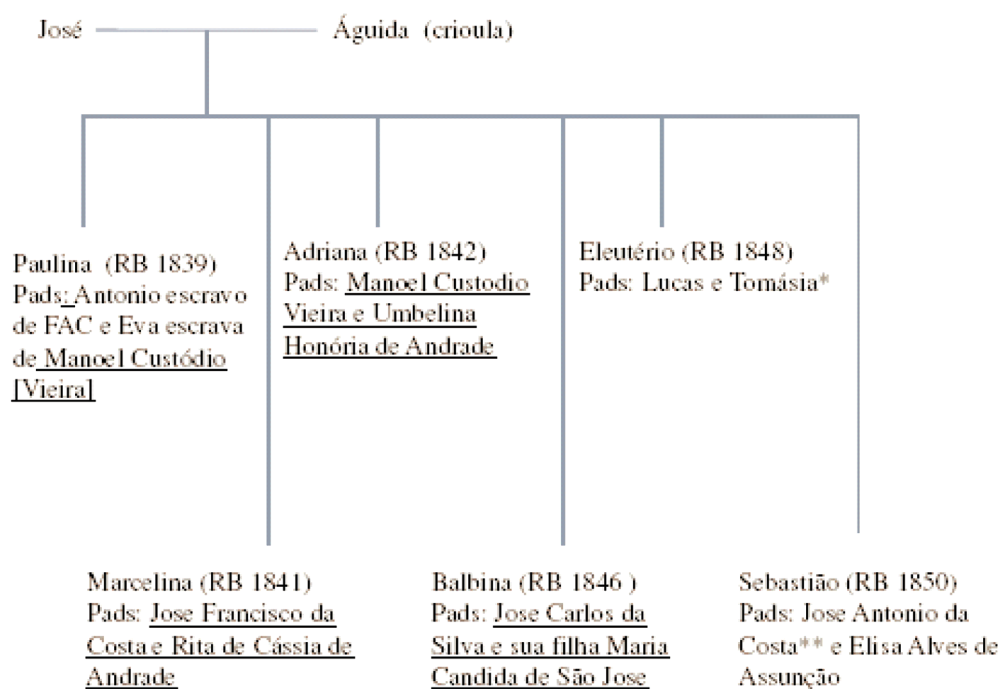 José Águida (crioula)
Paulina (RB 1839)
Pads: Antonio escravo
de FAC e Eva escrava
de Manoel Custódio
[Vieira]
Adriana (RB 1842)
Pads: Manoel Custodio
Vieira e Umbelina
Honória de Andrade
Eleutério (RB 1848)
Pads: Lucas e Tomásia*
Marcelina (RB 1841)
Pads: Jose Francisco da
Costa e Rita de Cássia de
Andrade
Balbina (RB 1846 )
Pads: Jose Carlos da
Silva e sua filha Maria
Candida de São Jose
Sebastião (RB 1850)
Pads: Jose Antonio da
Costa** e Elisa Alves de
Assunção